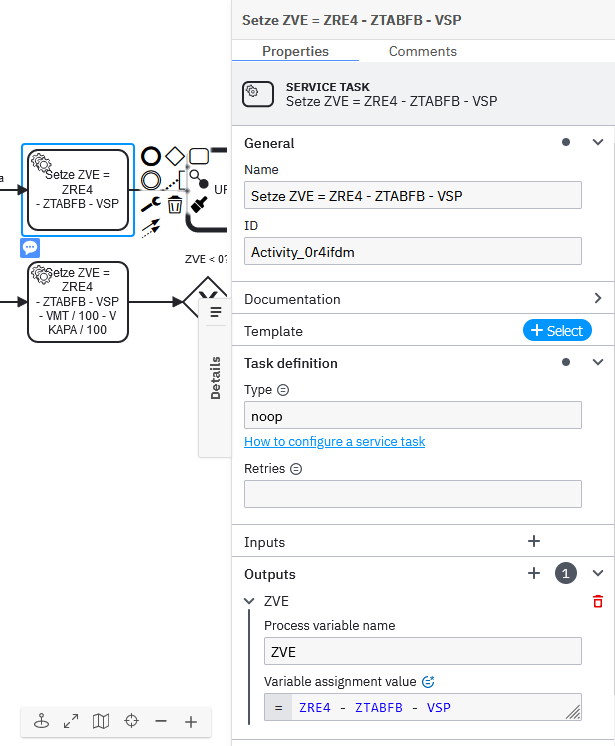 Setze ZVE = ZRE4 - ZTABFB - VSP
Properties
Comments
SERVICE TASK
Setze ZVE = ZRE4 - ZTABFB - VSP
General
Name
Setze ZVE = ZRE4 - ZTABFB - VSP
ID
Activity_0r4ifdm
Documentation
Template
Select
Task definition
Type
noop
How to configure a service task
Retries
Inputs
Outputs
1
ZVE
Process variable name
ZVE
Variable assignment value
= ZRE4 - ZTABFB - VSP
a
Setze ZVE =
ZRE4
- ZTABFB - VSP
UF
Setze ZVE =
ZRE4
- ZTABFB - VSP
- VMT / 100 - V
KAPA / 100
ZVE < 0?
Details